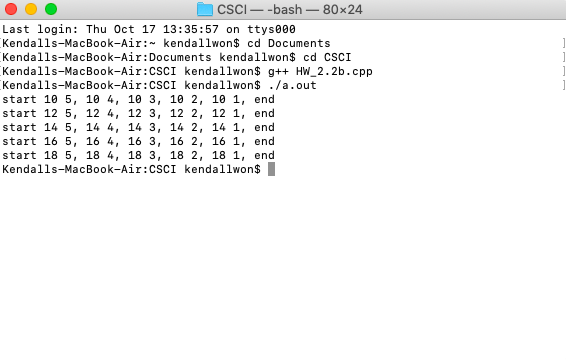 CSCI — -bash — 80×24
Last login: Thu Oct 17 13:35:57 on ttys000
[Kendalls-MacBook-Air:~ kendallwon$ cd Documents ]
[Kendalls-MacBook-Air:Documents kendallwon$ cd CSCI ]
[Kendalls-MacBook-Air:CSCI kendallwon$ g++ HW_2.2b.cpp ]
[Kendalls-MacBook-Air:CSCI kendallwon$ ./a.out ]
start 10 5, 10 4, 10 3, 10 2, 10 1, end
start 12 5, 12 4, 12 3, 12 2, 12 1, end
start 14 5, 14 4, 14 3, 14 2, 14 1, end
start 16 5, 16 4, 16 3, 16 2, 16 1, end
start 18 5, 18 4, 18 3, 18 2, 18 1, end
Kendalls-MacBook-Air:CSCI kendallwon$